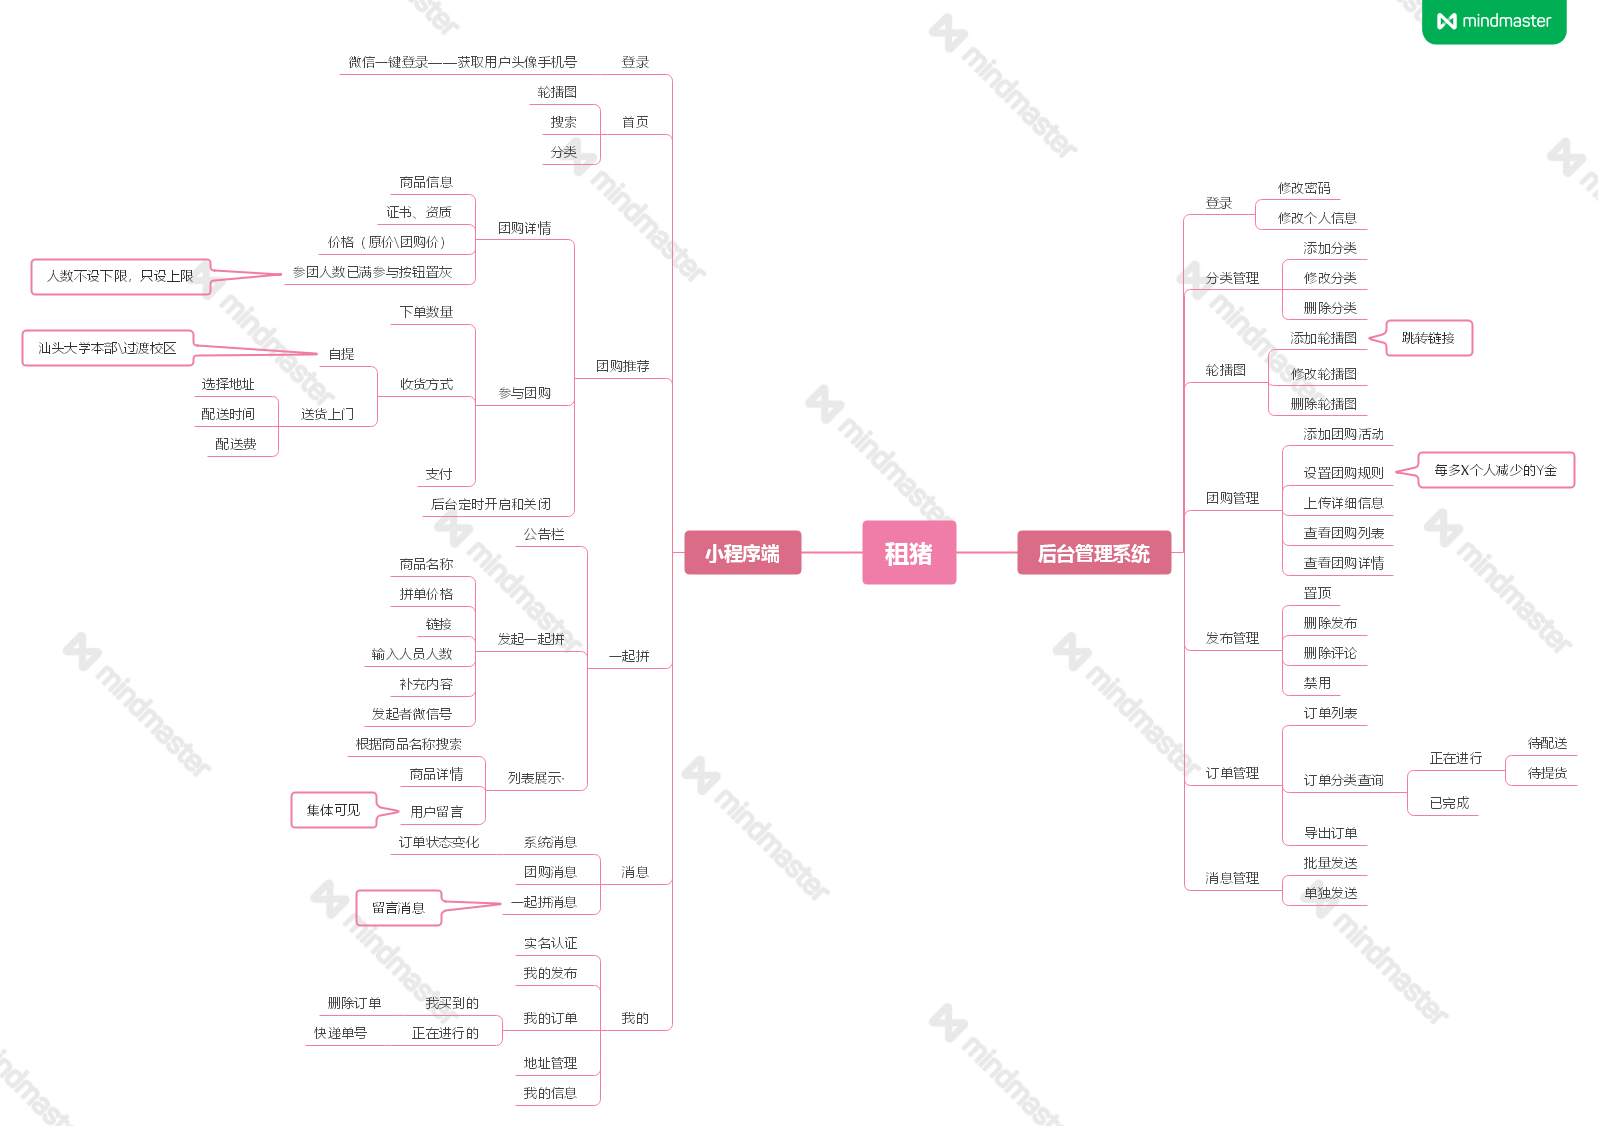 mindmaster
租猪
小程序端
登录
微信一键登录——获取用户头像手机号
首页
轮播图
搜索
分类
团购推荐
团购详情
商品信息
证书、资质
价格（原价\团购价）
参团人数已满参与按钮置灰
人数不设下限，只设上限
参与团购
下单数量
收货方式
自提
汕头大学本部\过渡校区
送货上门
选择地址
配送时间
配送费
支付
后台定时开启和关闭
一起拼
公告栏
发起一起拼
商品名称
拼单价格
链接
输入人员人数
补充内容
发起者微信号
列表展示·
根据商品名称搜索
商品详情
用户留言
集体可见
消息
系统消息
订单状态变化
团购消息
一起拼消息
留言消息
我的
实名认证
我的发布
我的订单
我买到的
删除订单
正在进行的
快递单号
地址管理
我的信息
后台管理系统
登录
修改密码
修改个人信息
分类管理
添加分类
修改分类
删除分类
轮播图
添加轮播图
跳转链接
修改轮播图
删除轮播图
团购管理
添加团购活动
设置团购规则
每多X个人减少的Y金
上传详细信息
查看团购列表
查看团购详情
发布管理
置顶
删除发布
删除评论
禁用
订单管理
订单列表
订单分类查询
正在进行
待配送
待提货
已完成
导出订单
消息管理
批量发送
单独发送